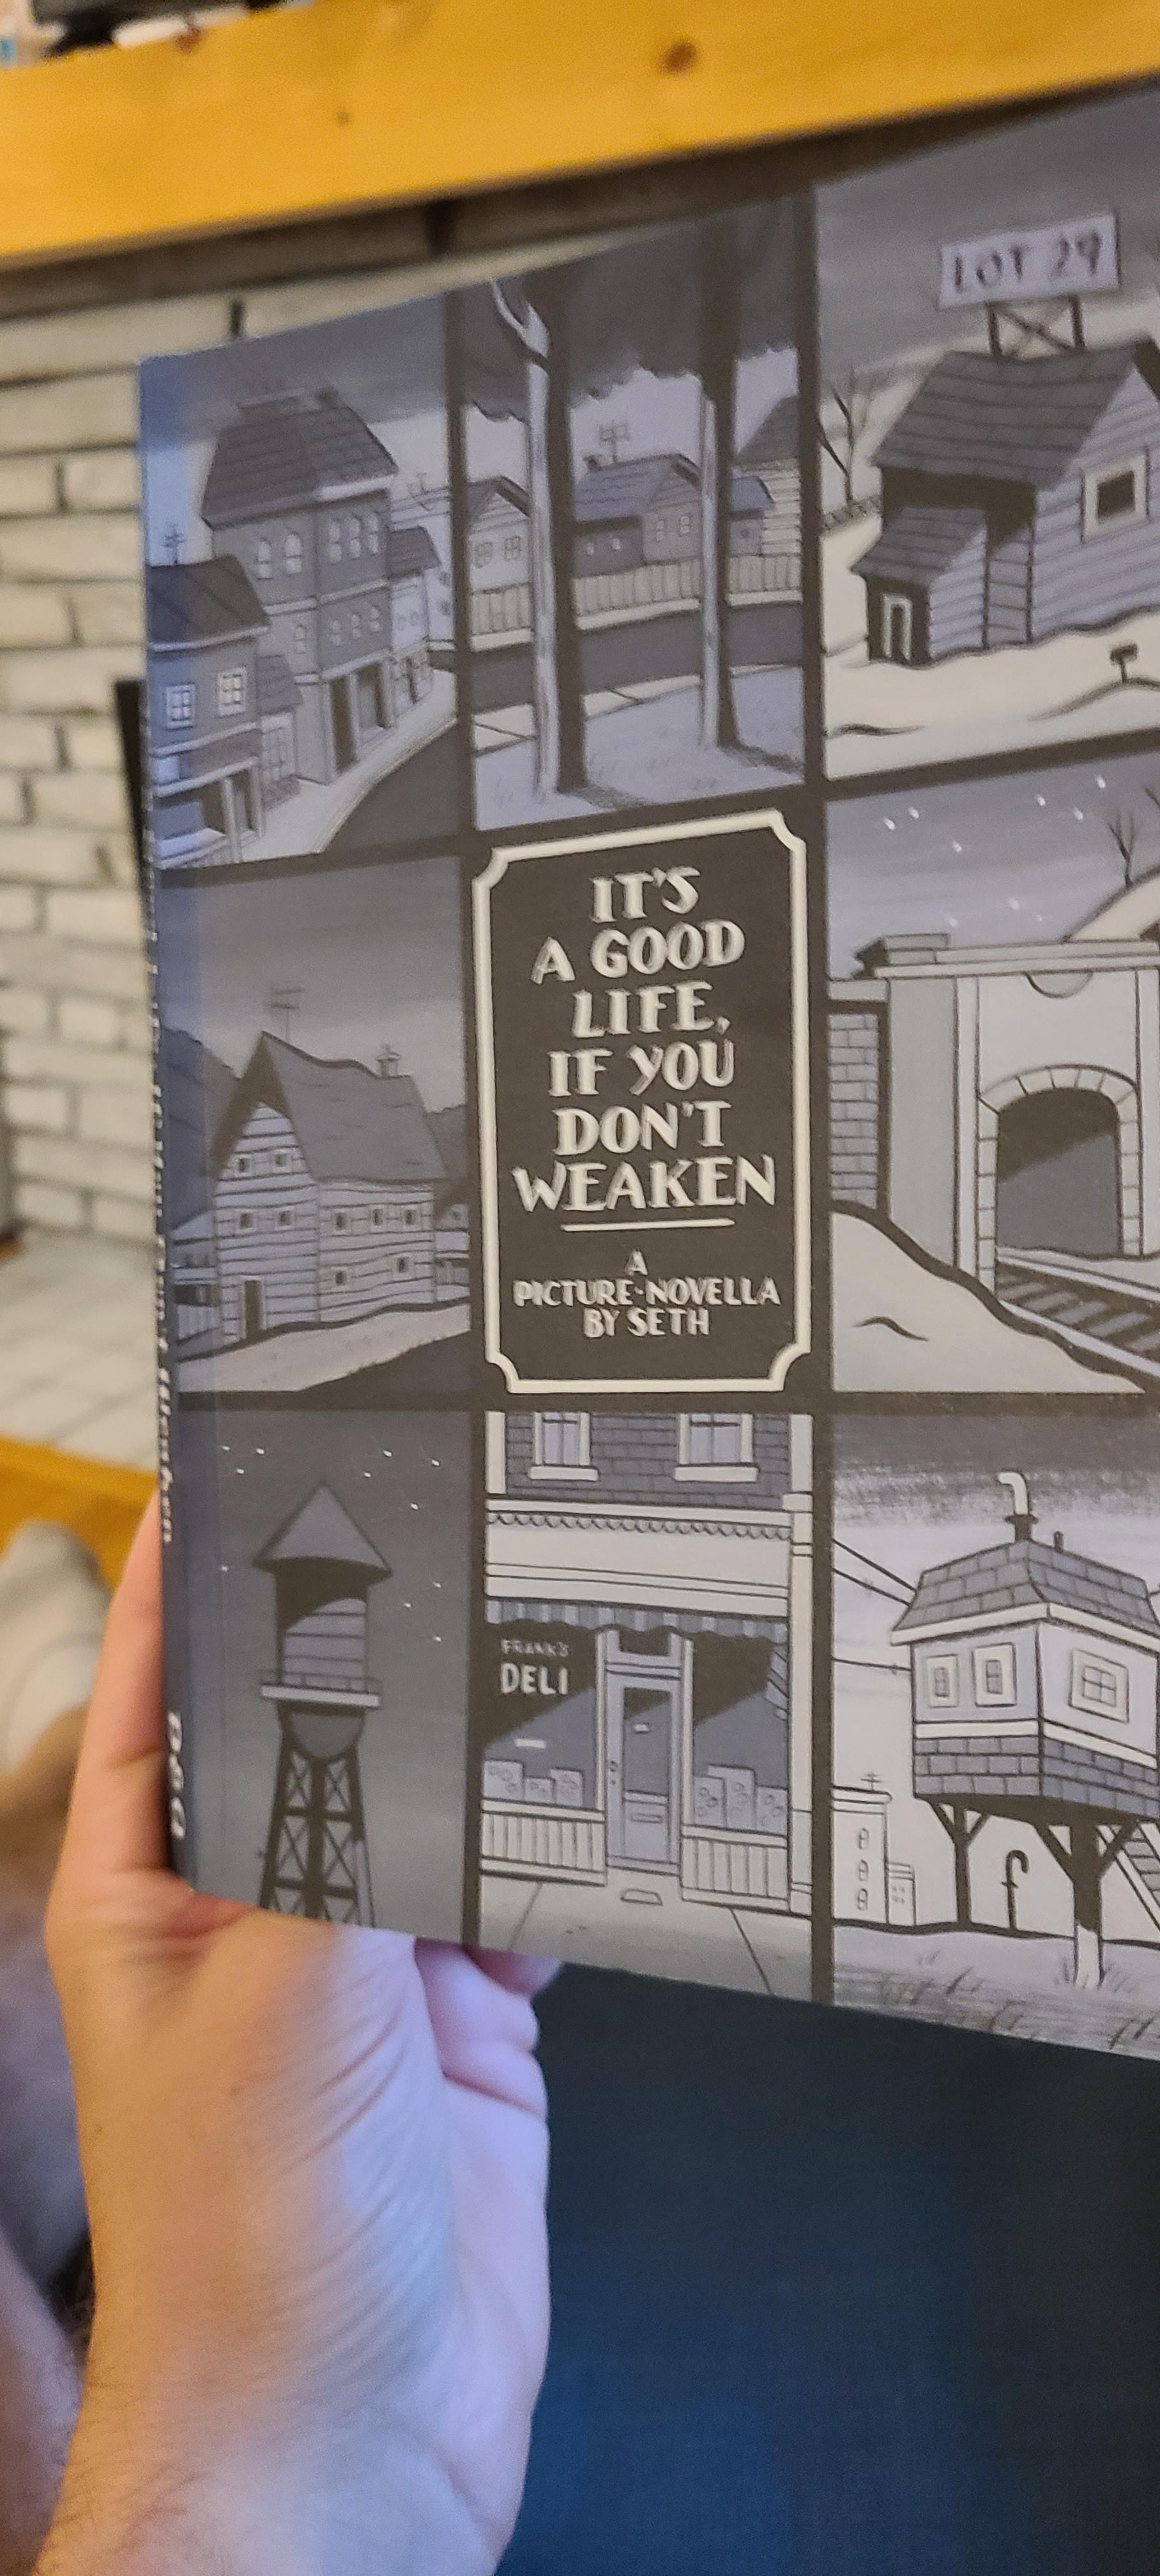 LOT 29
IT'S
A GOOD
LIFE,
IF YOU
DON'T
WEAKEN
A
PICTURE-NOVELLA
BY SETH
FRANK'S
DELI
D&Q